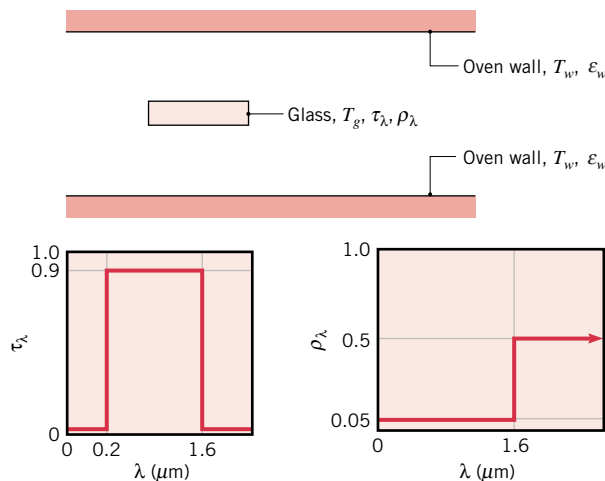 Oven wall, T_w, ε_w
Glass, T_g, τ_λ, ρ_λ
Oven wall, T_w, ε_w
1.0
0.9
τ_λ
0
0 0.2 1.6
λ (μm)
1.0
0.5
ρ_λ
0.05
0 1.6
λ (μm)